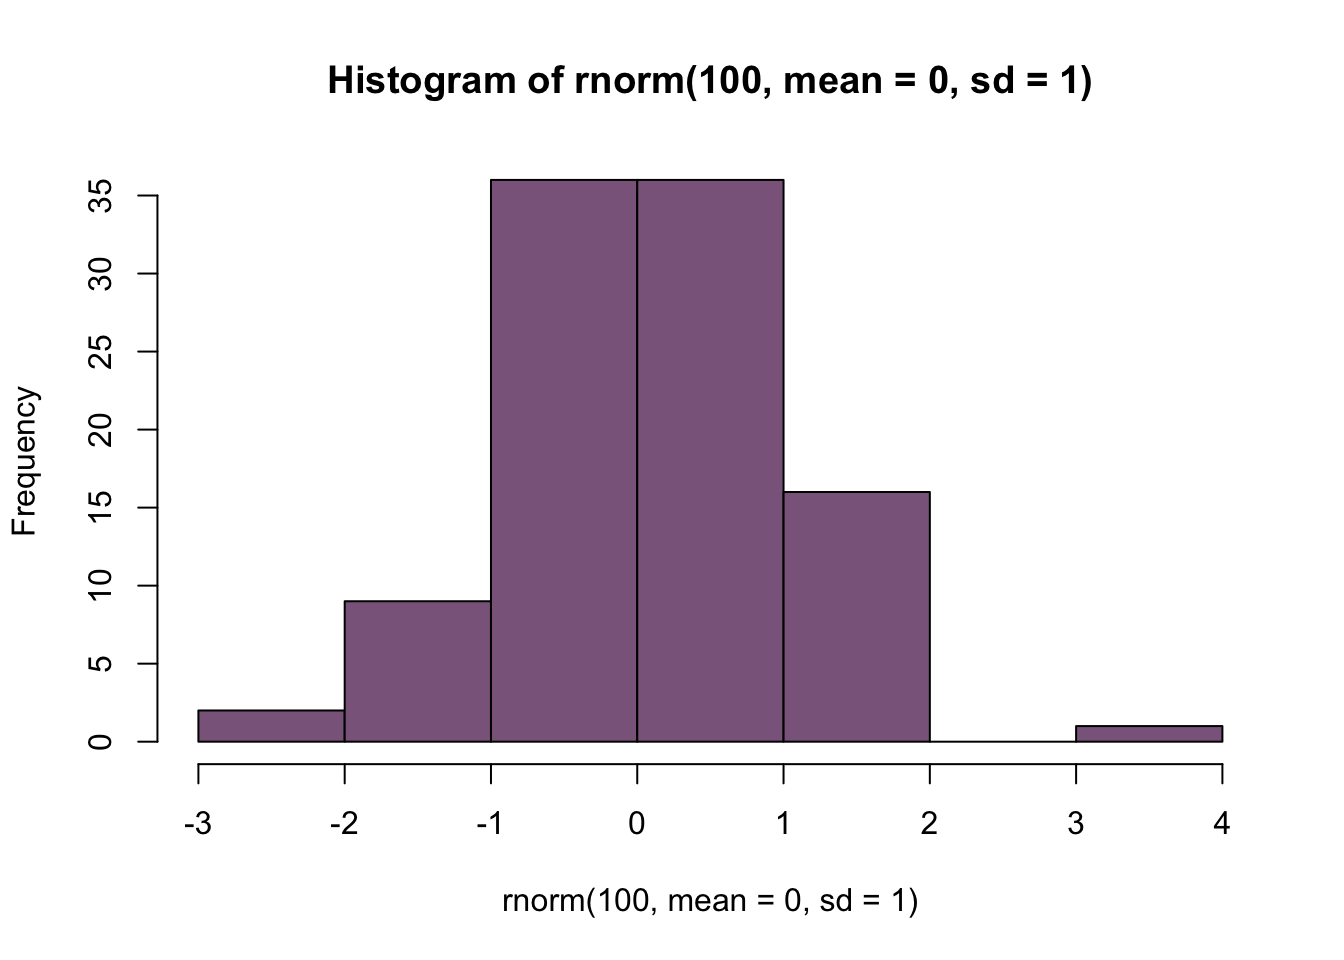 Histogram of rnorm(100, mean = 0, sd = 1)
Frequency
35
30
25
20
15
10
5
0
-3 -2 -1 0 1 2 3 4
rnorm(100, mean = 0, sd = 1)